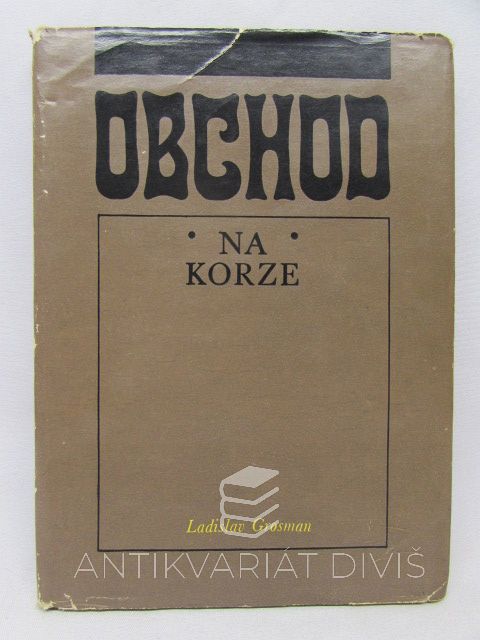 OBCHOD
• NA •
KORZE
Ladislav Grosman
ANTIKVARIÁT DIVIŠ